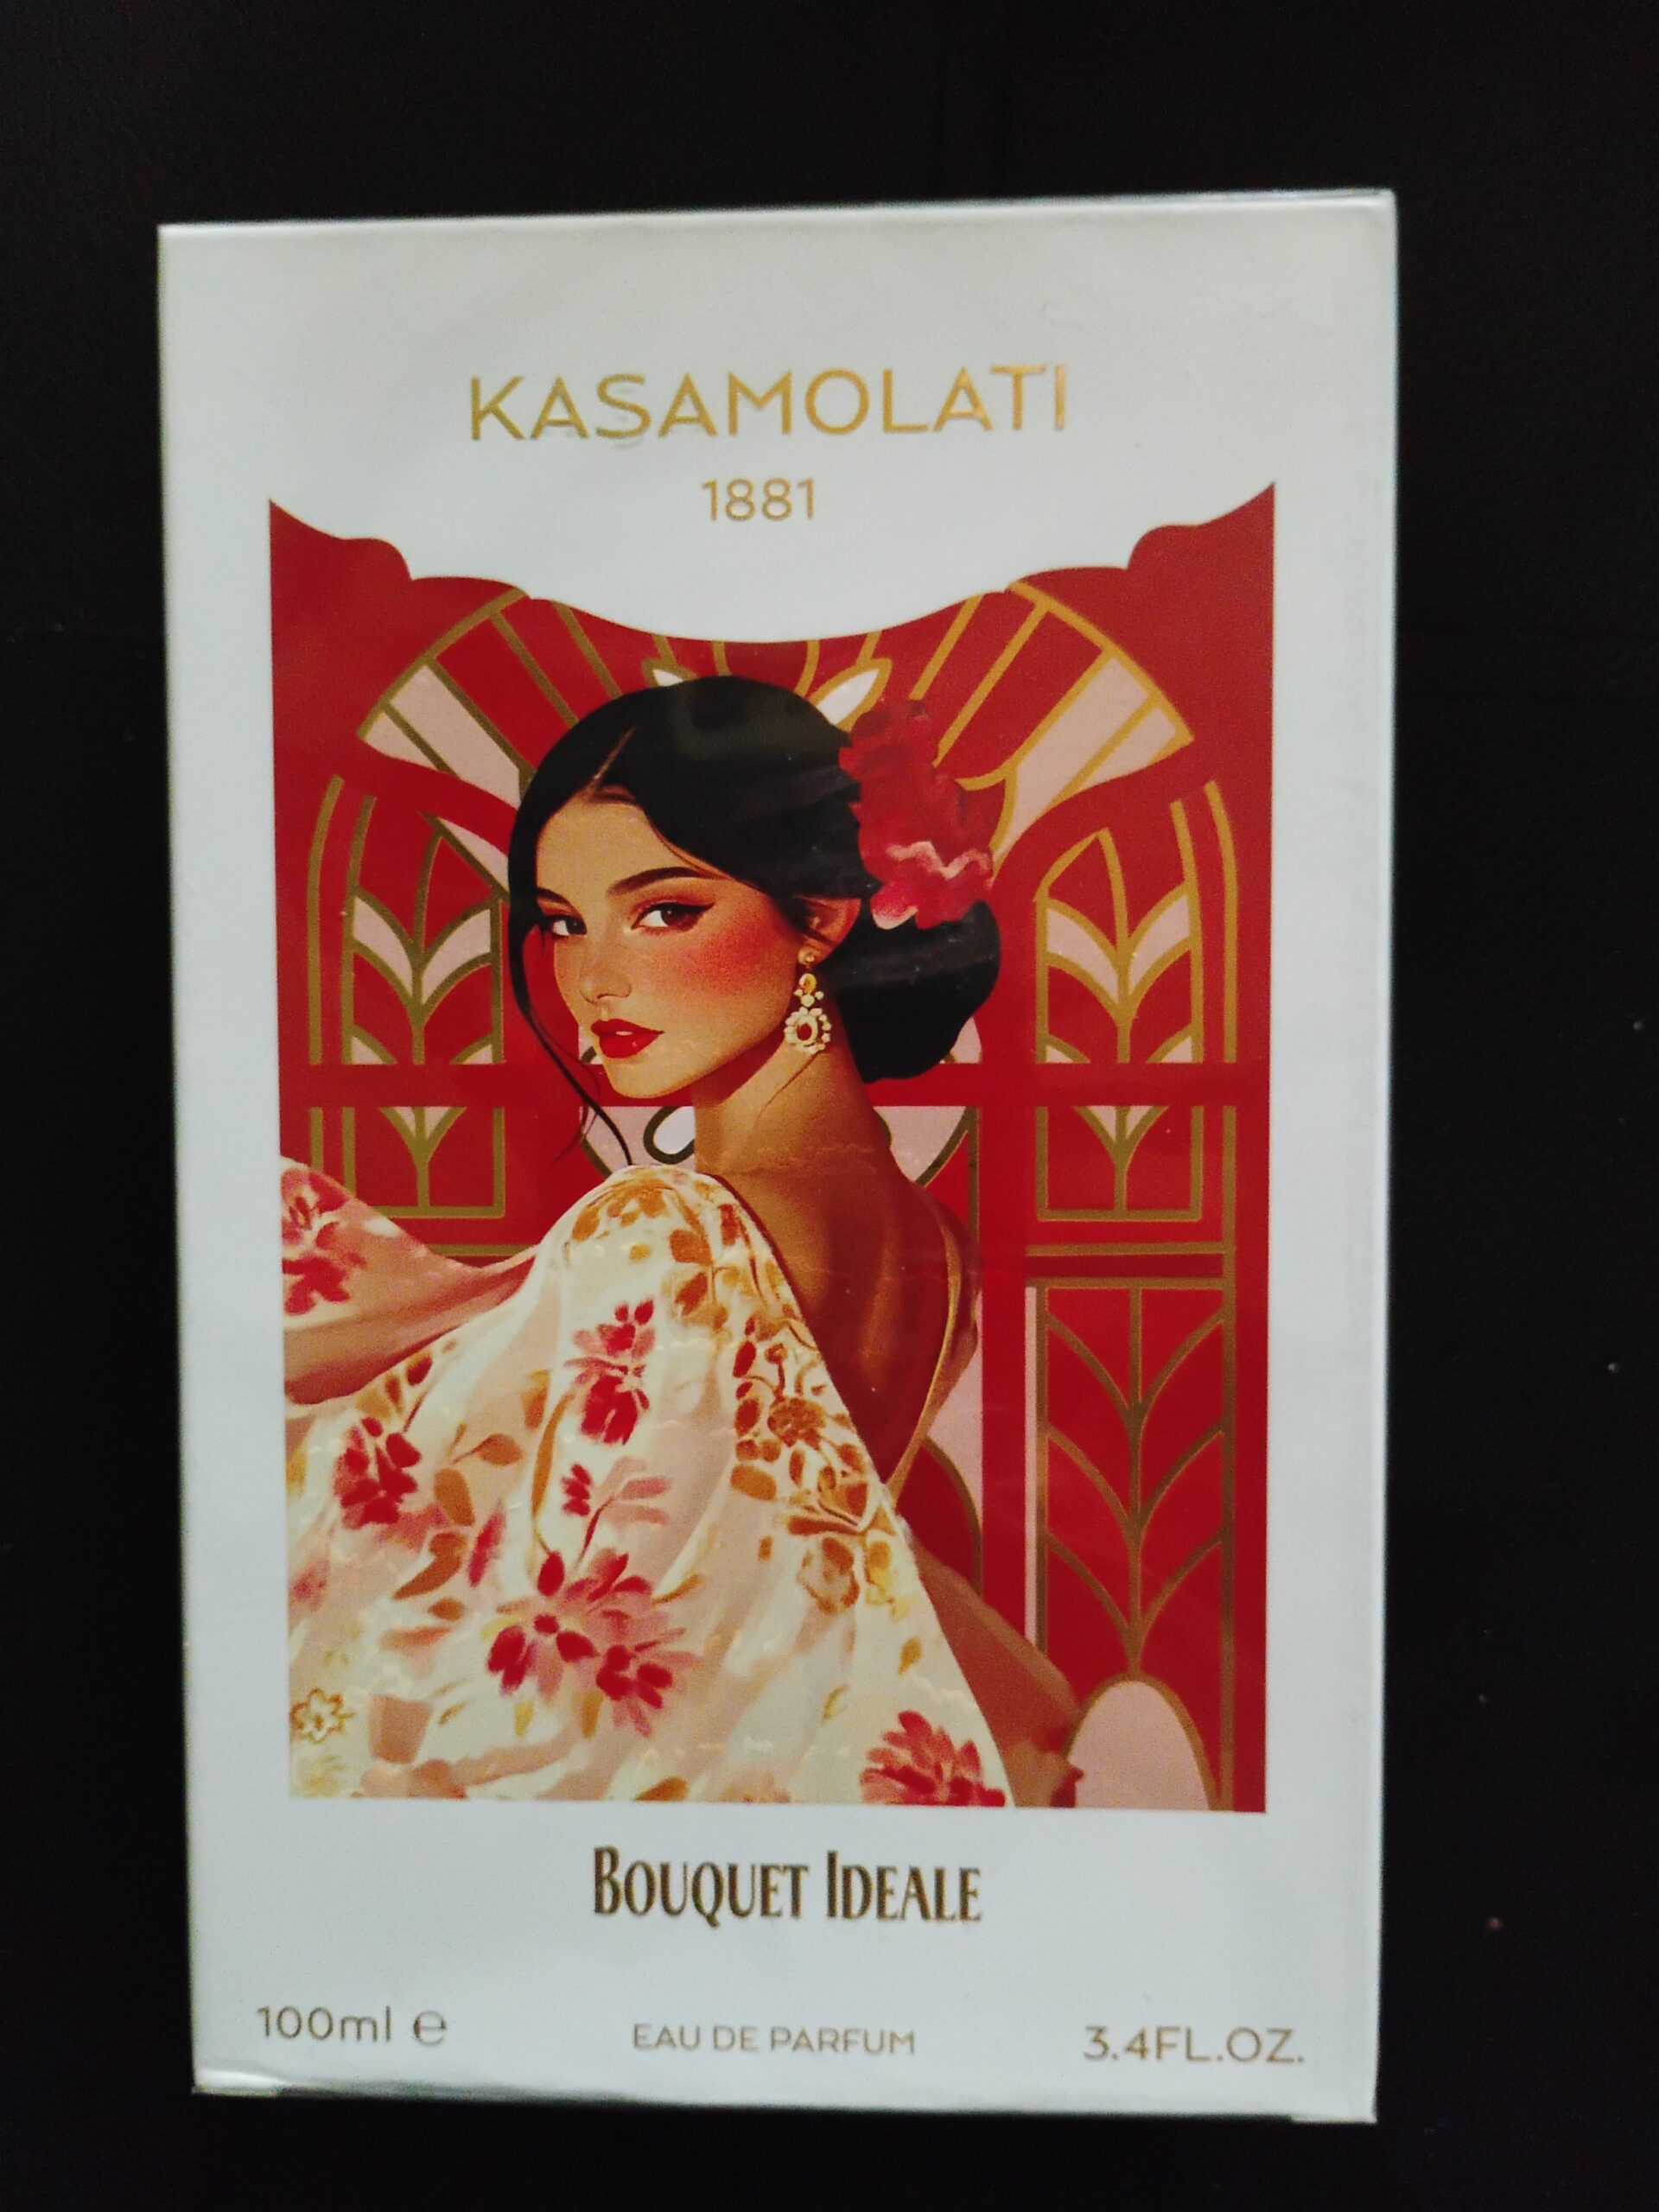 KASAMOLATI
1881
BOUQUET IDEALE
100ml e
EAU DE PARFUM
3.4FL.OZ.